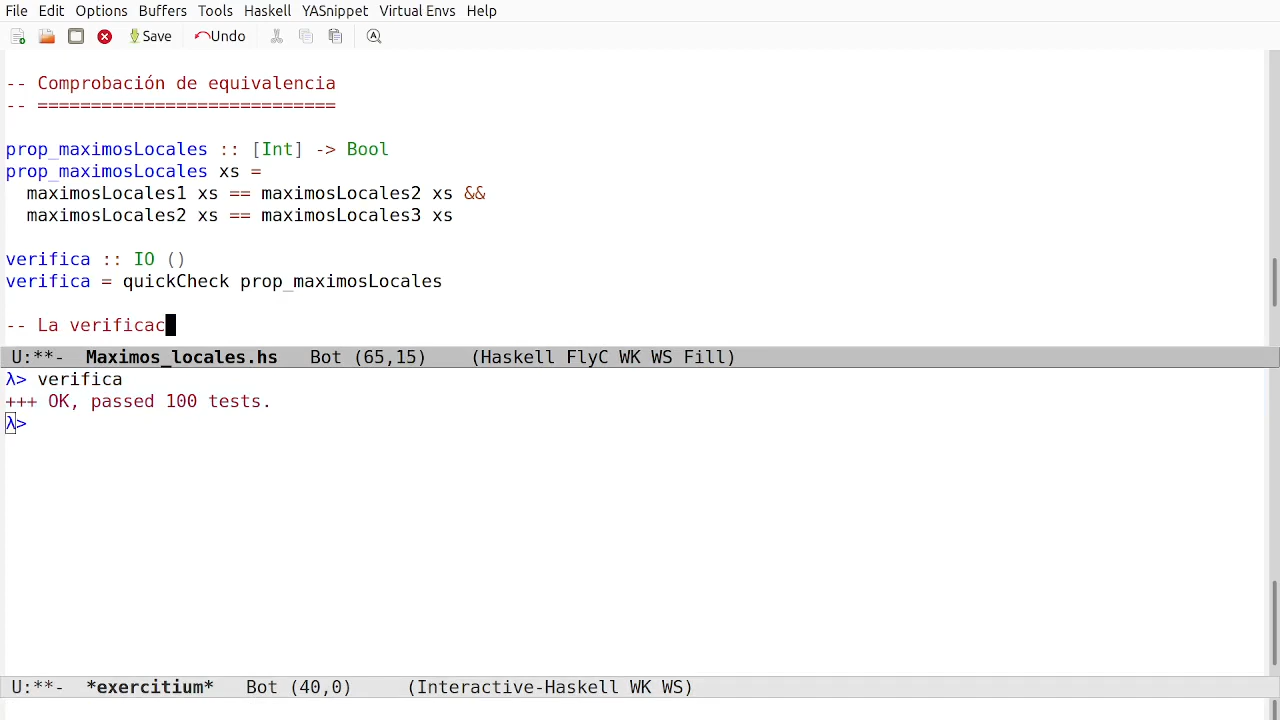 File Edit Options Buffers Tools Haskell YASnippet Virtual Envs Help
Save Undo
-- Comprobación de equivalencia
-- ============================
prop_maximosLocales :: [Int] -> Bool
prop_maximosLocales xs =
maximosLocales1 xs == maximosLocales2 xs &&
maximosLocales2 xs == maximosLocales3 xs
verifica :: IO ()
verifica = quickCheck prop_maximosLocales
-- La verificac
U:**- Maximos_locales.hs Bot (65,15) (Haskell FlyC WK WS Fill)
λ> verifica
+++ OK, passed 100 tests.
λ>
U:**- *exercitium* Bot (40,0) (Interactive-Haskell WK WS)